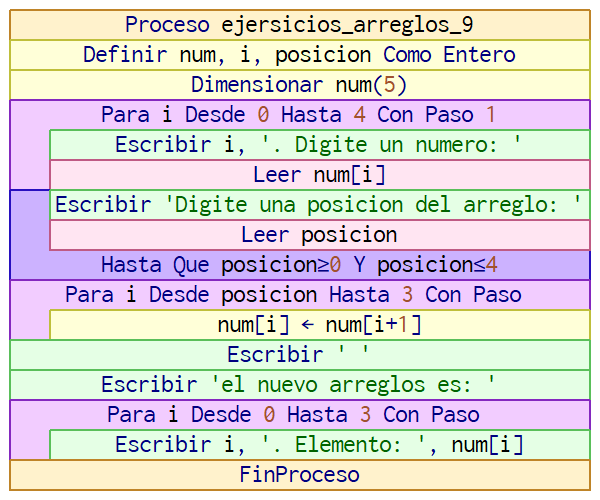 Proceso ejersicios_arreglos_9
Definir num, i, posicion Como Entero
Dimensionar num(5)
Para i Desde 0 Hasta 4 Con Paso 1
Escribir i, '. Digite un numero: '
Leer num[i]
Escribir 'Digite una posicion del arreglo: '
Leer posicion
Hasta Que posicion≥0 Y posicion≤4
Para i Desde posicion Hasta 3 Con Paso
num[i] ← num[i+1]
Escribir ' '
Escribir 'el nuevo arreglos es: '
Para i Desde 0 Hasta 3 Con Paso
Escribir i, '. Elemento: ', num[i]
FinProceso